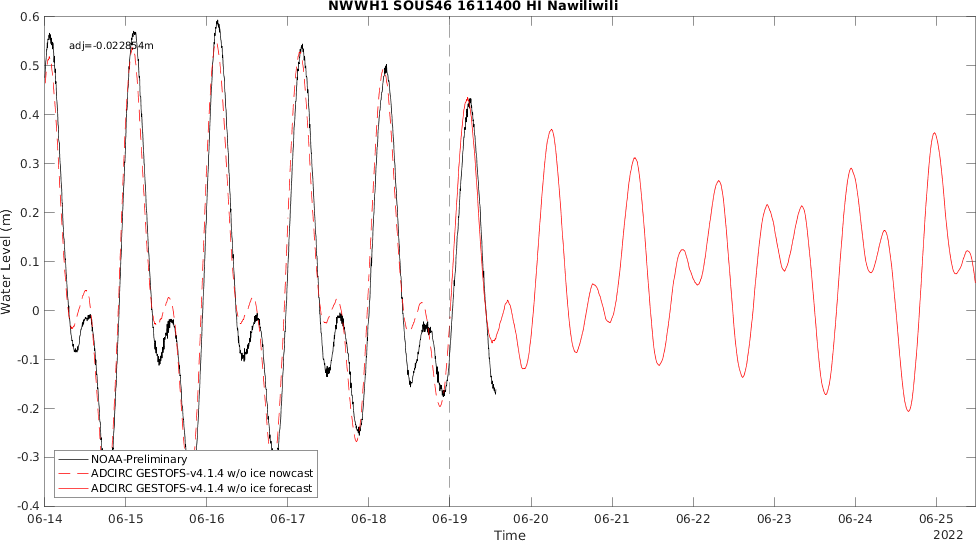 NWWH1 SOUS46 1611400 HI Nawiliwili
0.6
adj=-0.022854m
0.5
0.4
0.3
0.2
0.1
0
-0.1
-0.2
-0.3
-0.4
Water Level (m)
NOAA-Preliminary
ADCIRC GESTOFS-v4.1.4 w/o ice nowcast
ADCIRC GESTOFS-v4.1.4 w/o ice forecast
06-14 06-15 06-16 06-17 06-18 06-19 06-20 06-21 06-22 06-23 06-24 06-25
Time
2022